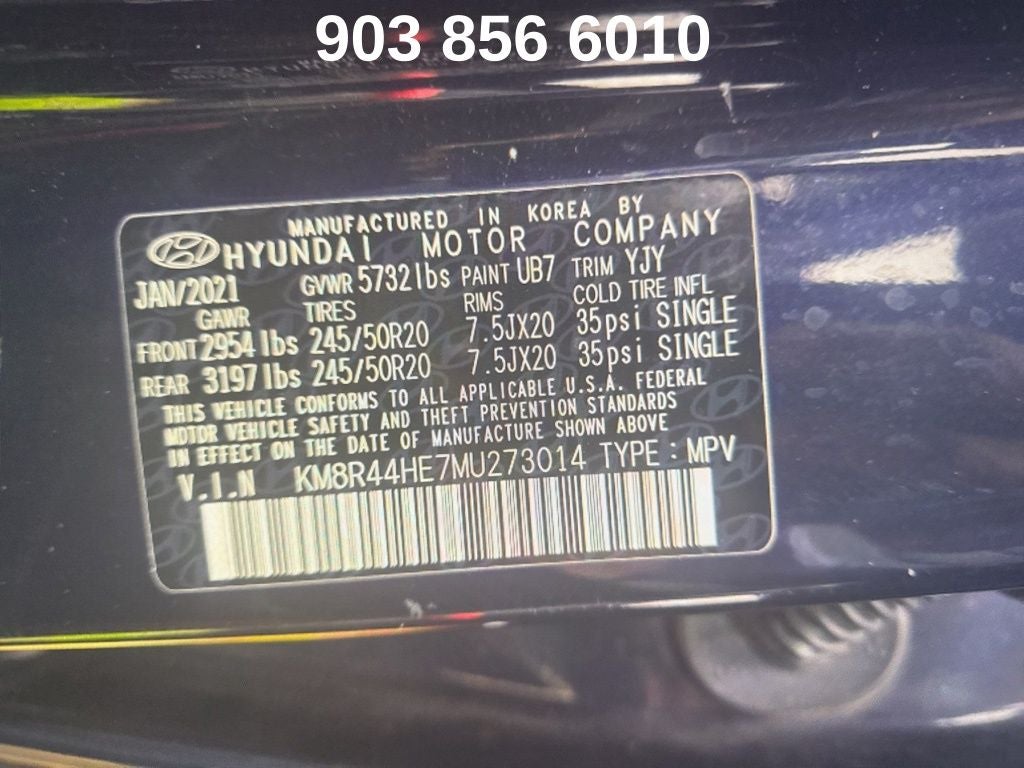 903 856 6010
MANUFACTURED IN KOREA BY
HYUNDAI MOTOR COMPANY
JAN/2021 GVWR 5732 lbs PAINT UB7 TRIM YJY
GAWR TIRES RIMS COLD TIRE INFL
FRONT 2954 lbs 245/50R20 7.5JX20 35psi SINGLE
REAR 3197 lbs 245/50R20 7.5JX20 35psi SINGLE
THIS VEHICLE CONFORMS TO ALL APPLICABLE U.S.A. FEDERAL
MOTOR VEHICLE SAFETY AND THEFT PREVENTION STANDARDS
IN EFFECT ON THE DATE OF MANUFACTURE SHOWN ABOVE
V.I.N KM8R44HE7MU273014 TYPE : MPV